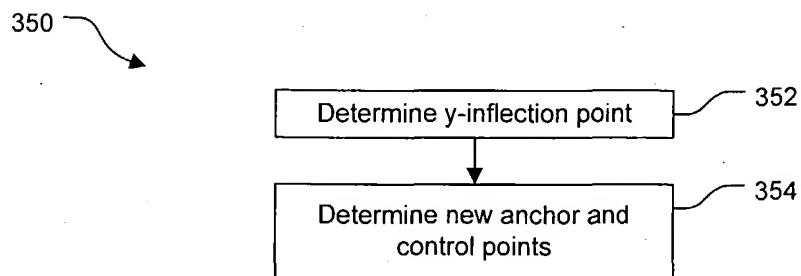 350
Determine y-inflection point
352
Determine new anchor and
control points
354